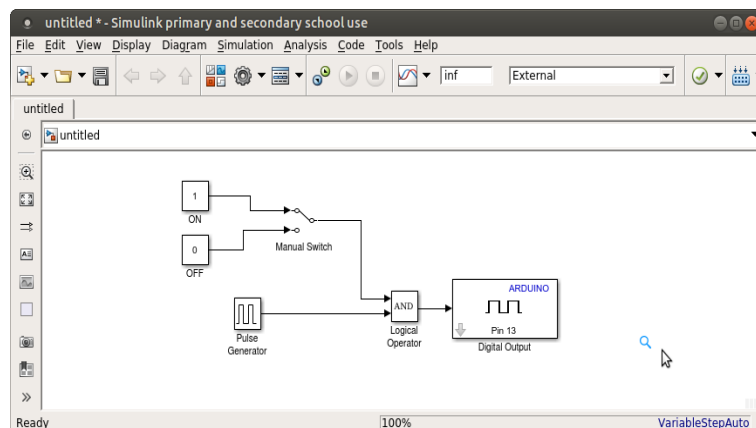 untitled * - Simulink primary and secondary school use
File Edit View Display Diagram Simulation Analysis Code Tools Help
inf External
untitled
untitled
1
ON
0
OFF
Manual Switch
Pulse
Generator
AND
Logical
Operator
ARDUINO
Pin 13
Digital Output
Ready 100% VariableStepAuto